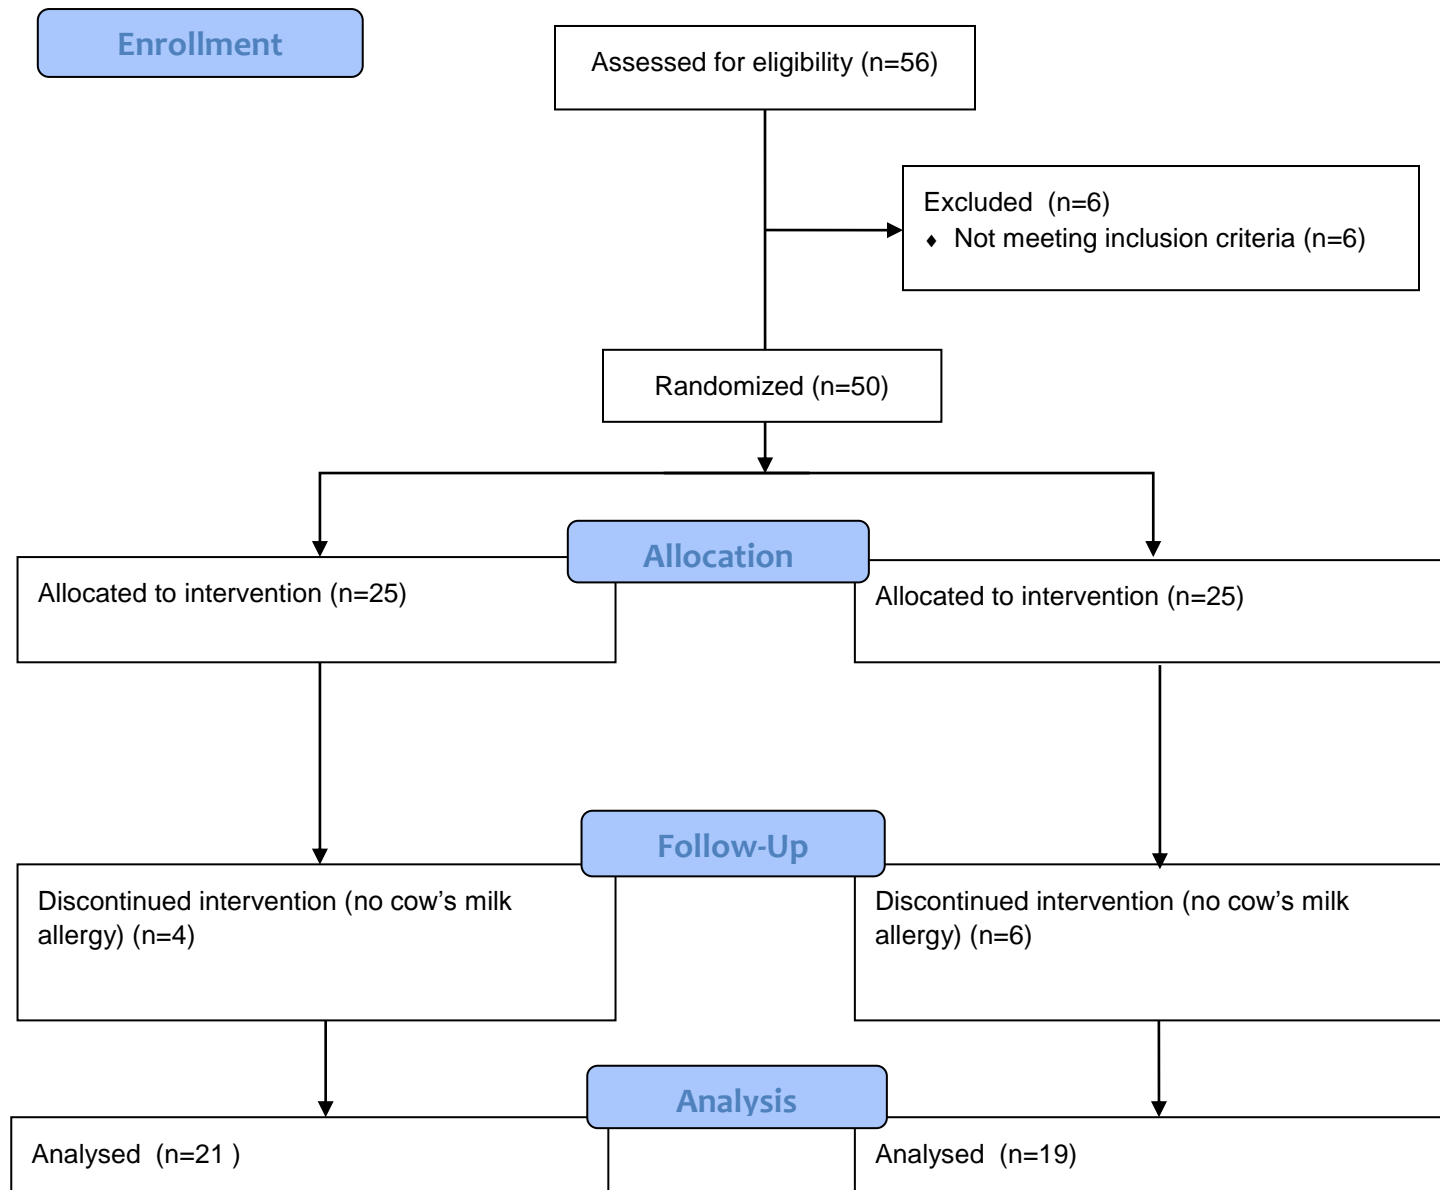 Enrollment
Assessed for eligibility (n=56)
Excluded  (n=6)
♦ Not meeting inclusion criteria (n=6)
Randomized (n=50)
Allocation
Allocated to intervention (n=25)
Allocated to intervention (n=25)
Follow-Up
Discontinued intervention (no cow’s milk
allergy) (n=4)
Discontinued intervention (no cow’s milk
allergy) (n=6)
Analysis
Analysed  (n=21 )
Analysed  (n=19)